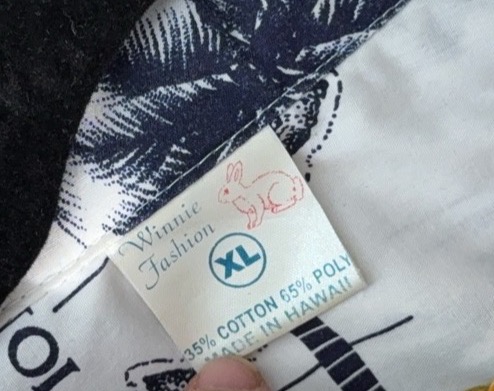 Winnie
Fashion
XL
35% COTTON 65% POLY
MADE IN HAWAII